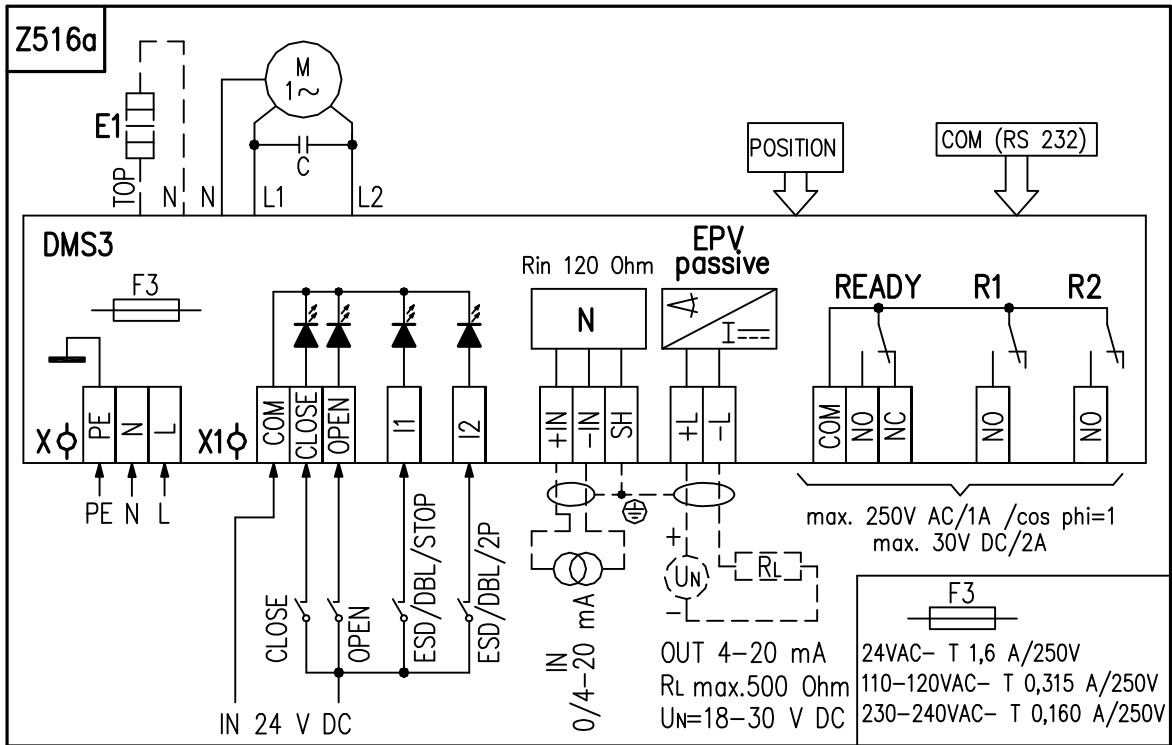 Z516a
M
1~
E1
C
TOP
N
N
L1
L2
POSITION
COM (RS 232)
DMS3
F3
Rin 120 Ohm
N
EPV
passive
I
READY
R1
R2
X
PE
N
L
X1
COM
CLOSE
OPEN
I1
I2
+IN
-IN
SH
+L
-L
COM
NO
NC
NO
NO
PE N L
CLOSE
OPEN
ESD/DBL/STOP
ESD/DBL/2P
IN 24 V DC
IN
0/4-20 mA
+
UN
-
RL
OUT 4-20 mA
RL max.500 Ohm
UN=18-30 V DC
max. 250V AC/1A /cos phi=1
max. 30V DC/2A
F3
24VAC- T 1,6 A/250V
110-120VAC- T 0,315 A/250V
230-240VAC- T 0,160 A/250V